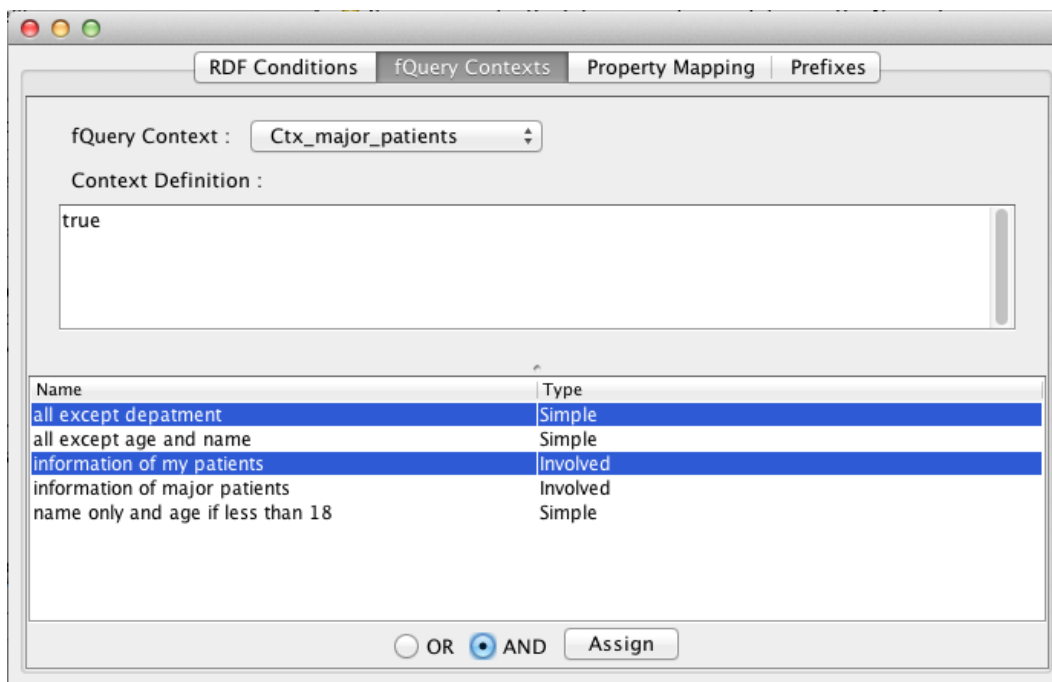 RDF Conditions fQuery Contexts Property Mapping Prefixes
fQuery Context : Ctx_major_patients
Context Definition :
true
Name Type
all except depatment Simple
all except age and name Simple
information of my patients Involved
information of major patients Involved
name only and age if less than 18 Simple
OR AND Assign